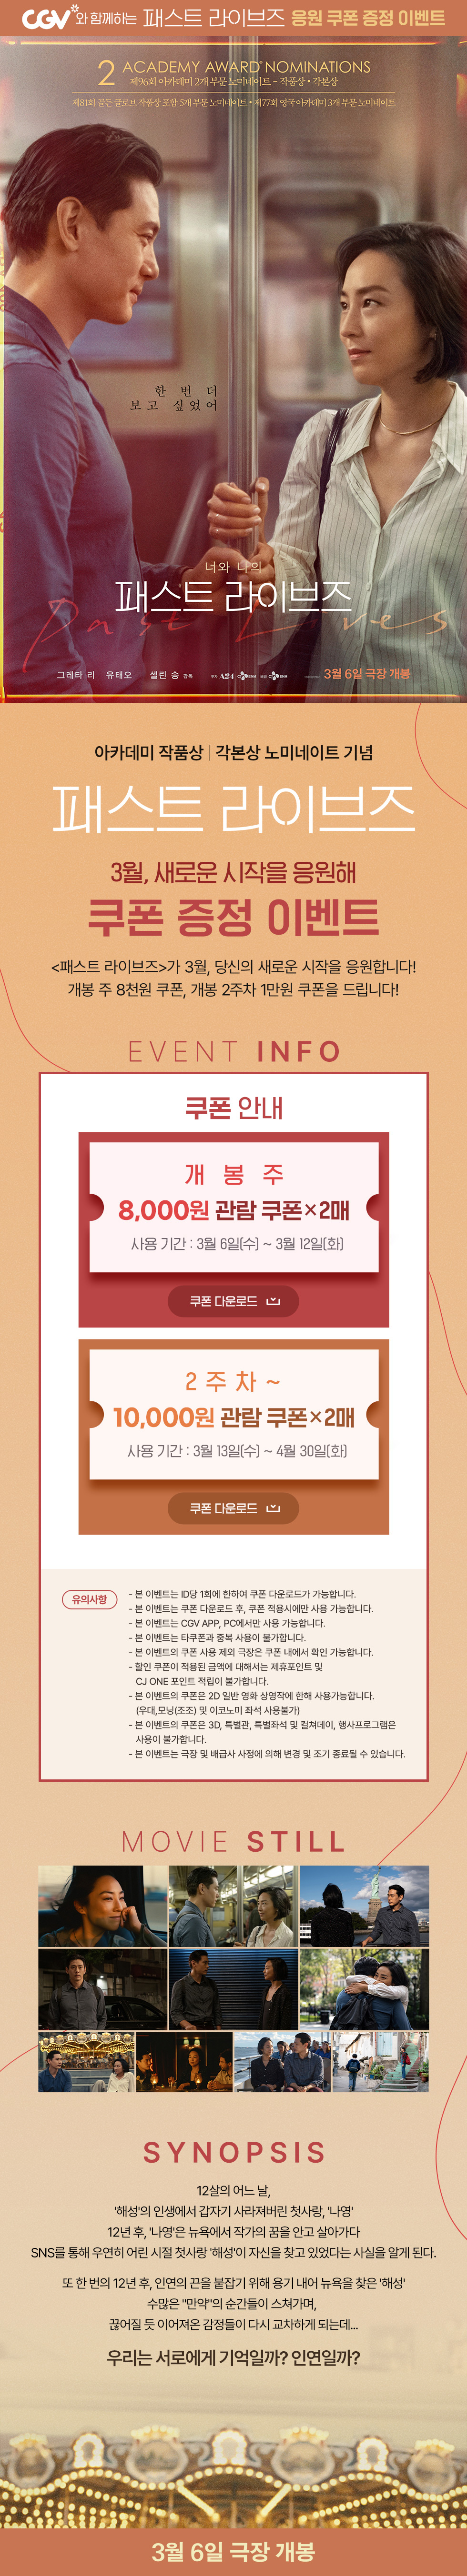 CGV와 함께하는 패스트 라이브즈 응원 쿠폰 증정 이벤트
2 ACADEMY AWARD® NOMINATIONS
제96회 아카데미 2개 부문 노미네이트 - 작품상 • 각본상
제81회 골든 글로브 작품상 포함 5개 부문 노미네이트 • 제77회 영국 아카데미 3개 부문 노미네이트
한 번 더
보고 싶었어
너와 나의
패스트 라이브즈
Past Lives
그레타 리 유태오 셀린 송 감독 A24 3월 6일 극장 개봉
아카데미 작품상 | 각본상 노미네이트 기념
패스트 라이브즈
3월, 새로운 시작을 응원해
쿠폰 증정 이벤트
<패스트 라이브즈>가 3월, 당신의 새로운 시작을 응원합니다!
개봉 주 8천원 쿠폰, 개봉 2주차 1만원 쿠폰을 드립니다!
EVENT INFO
쿠폰 안내
개 봉 주
8,000원 관람 쿠폰×2매
사용 기간 : 3월 6일(수) ~ 3월 12일(화)
쿠폰 다운로드
2 주 차 ~
10,000원 관람 쿠폰×2매
사용 기간 : 3월 13일(수) ~ 4월 30일(화)
쿠폰 다운로드
유의사항
- 본 이벤트는 ID당 1회에 한하여 쿠폰 다운로드가 가능합니다.
- 본 이벤트는 쿠폰 다운로드 후, 쿠폰 적용시에만 사용 가능합니다.
- 본 이벤트는 CGV APP, PC에서만 사용 가능합니다.
- 본 이벤트는 타쿠폰과 중복 사용이 불가합니다.
- 본 이벤트의 쿠폰 사용 제외 극장은 쿠폰 내에서 확인 가능합니다.
- 할인 쿠폰이 적용된 금액에 대해서는 제휴포인트 및
CJ ONE 포인트 적립이 불가합니다.
- 본 이벤트의 쿠폰은 2D 일반 영화 상영작에 한해 사용가능합니다.
(우대,모닝(조조) 및 이코노미 좌석 사용불가)
- 본 이벤트의 쿠폰은 3D, 특별관, 특별좌석 및 컬쳐데이, 행사프로그램은
사용이 불가합니다.
- 본 이벤트는 극장 및 배급사 사정에 의해 변경 및 조기 종료될 수 있습니다.
MOVIE STILL
SYNOPSIS
12살의 어느 날,
'해성'의 인생에서 갑자기 사라져버린 첫사랑, '나영'
12년 후, '나영'은 뉴욕에서 작가의 꿈을 안고 살아가다
SNS를 통해 우연히 어린 시절 첫사랑 '해성'이 자신을 찾고 있었다는 사실을 알게 된다.
또 한 번의 12년 후, 인연의 끈을 붙잡기 위해 용기 내어 뉴욕을 찾은 '해성'
수많은 "만약"의 순간들이 스쳐가며,
끊어질 듯 이어져온 감정들이 다시 교차하게 되는데...
우리는 서로에게 기억일까? 인연일까?
3월 6일 극장 개봉